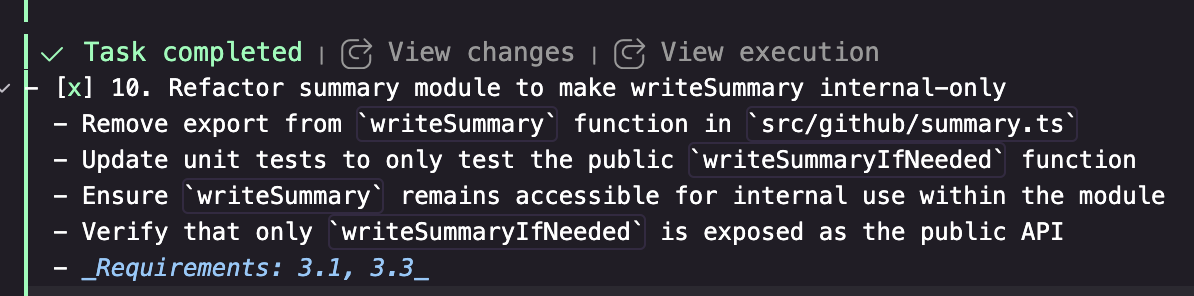 ✓ Task completed | View changes | View execution
- [x] 10. Refactor summary module to make writeSummary internal-only
- Remove export from `writeSummary` function in `src/github/summary.ts`
- Update unit tests to only test the public `writeSummaryIfNeeded` function
- Ensure `writeSummary` remains accessible for internal use within the module
- Verify that only `writeSummaryIfNeeded` is exposed as the public API
- _Requirements: 3.1, 3.3_